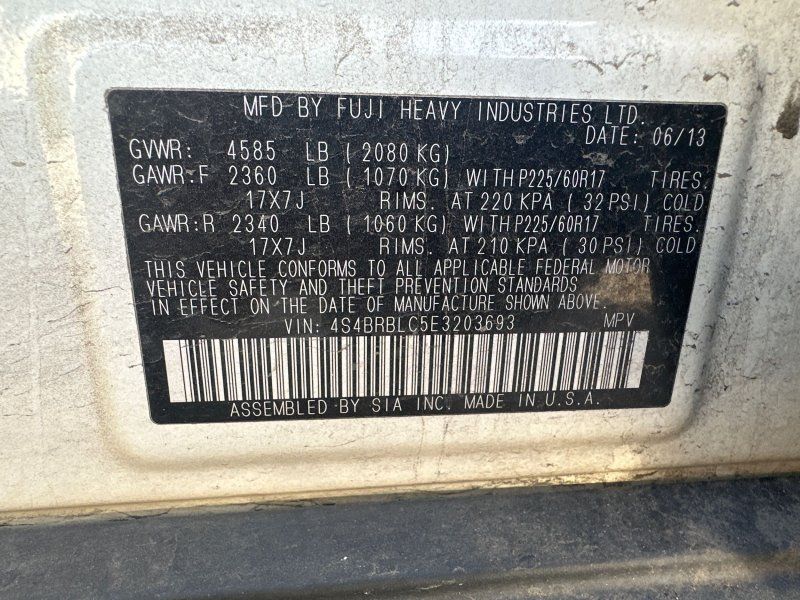 MFD BY FUJI HEAVY INDUSTRIES LTD.
DATE: 06/13
GVWR: 4585 LB ( 2080 KG)
GAWR:F 2360 LB ( 1070 KG) WITH P225/60R17 TIRES.
17X7J RIMS. AT 220 KPA ( 32 PSI) COLD
GAWR:R 2340 LB ( 1060 KG) WITH P225/60R17 TIRES.
17X7J RIMS. AT 210 KPA ( 30 PSI) COLD
THIS VEHICLE CONFORMS TO ALL APPLICABLE FEDERAL MOTOR
VEHICLE SAFETY AND THEFT PREVENTION STANDARDS
IN EFFECT ON THE DATE OF MANUFACTURE SHOWN ABOVE.
VIN: 4S4BRBLC5E3203693 MPV
ASSEMBLED BY SIA INC. MADE IN U.S.A.